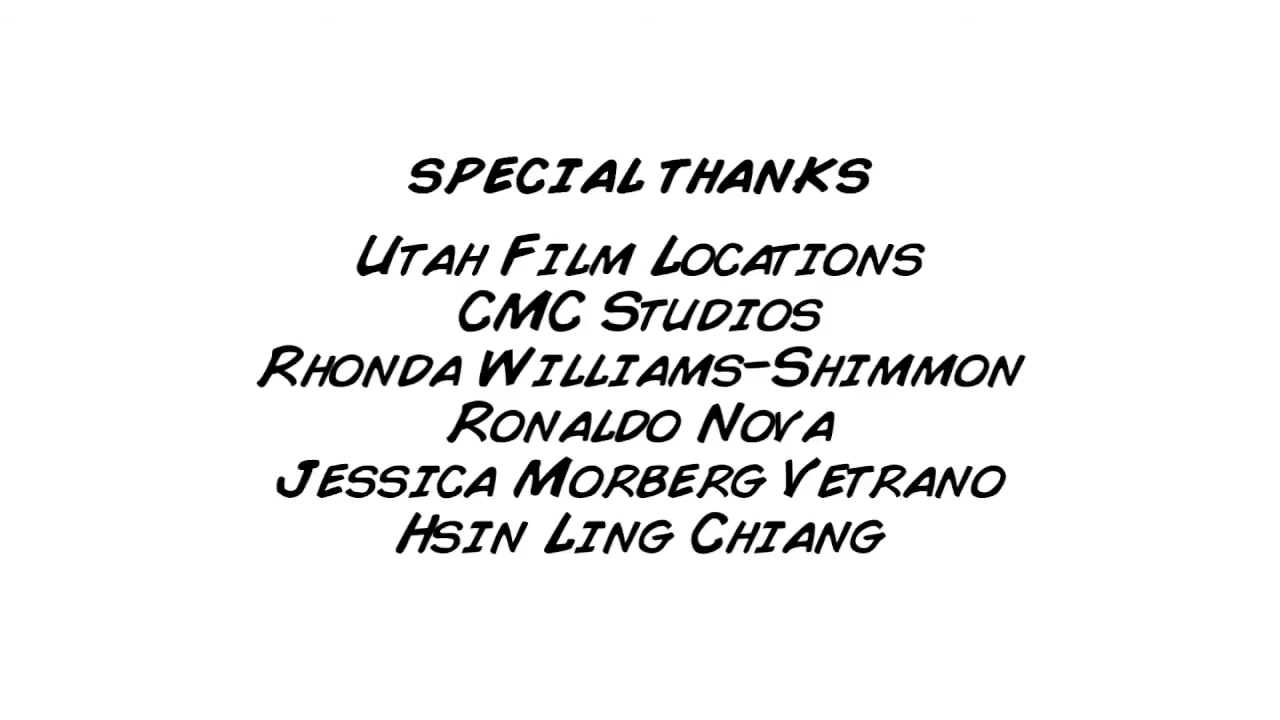 SPECIAL THANKS
UTAH FILM LOCATIONS
CMC STUDIOS
RHONDA WILLIAMS-SHIMMON
RONALDO NOVA
JESSICA MORBERG VETRANO
HSIN LING CHIANG